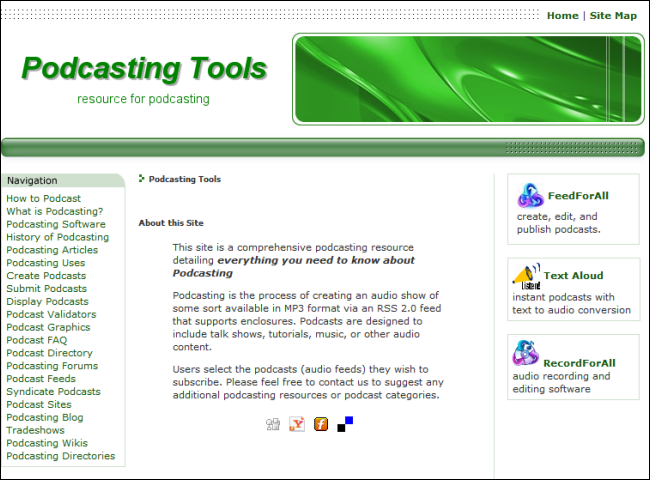 Home | Site Map
Podcasting Tools
resource for podcasting
Navigation
How to Podcast
What is Podcasting?
Podcasting Software
History of Podcasting
Podcasting Articles
Podcasting Uses
Create Podcasts
Submit Podcasts
Display Podcasts
Podcast Validators
Podcast Graphics
Podcast FAQ
Podcast Directory
Podcasting Forums
Podcast Feeds
Syndicate Podcasts
Podcast Sites
Podcasting Blog
Tradeshows
Podcasting Wikis
Podcasting Directories
Podcasting Tools
About this Site
This site is a comprehensive podcasting resource
detailing everything you need to know about
Podcasting
Podcasting is the process of creating an audio show of
some sort available in MP3 format via an RSS 2.0 feed
that supports enclosures. Podcasts are designed to
include talk shows, tutorials, music, or other audio
content.
Users select the podcasts (audio feeds) they wish to
subscribe. Please feel free to contact us to suggest any
additional podcasting resources or podcast categories.
FeedForAll
create, edit, and
publish podcasts.
Listen!
Text Aloud
instant podcasts with
text to audio conversion
RecordForAll
audio recording and
editing software